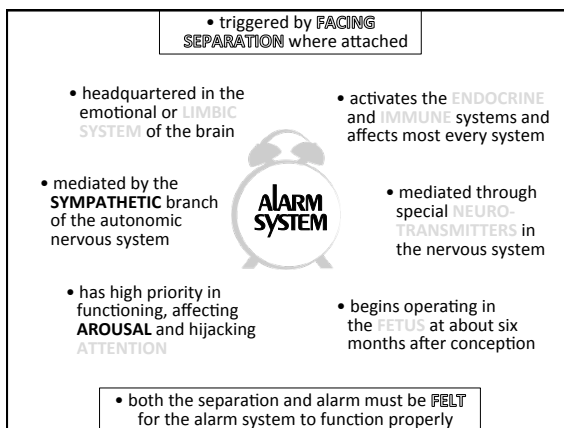 • triggered by FACING
SEPARATION where attached
• headquartered in the
emotional or LIMBIC
SYSTEM of the brain
• activates the ENDOCRINE
and IMMUNE systems and
affects most every system
• mediated by the
SYMPATHETIC branch
of the autonomic
nervous system
ALARM
SYSTEM
• mediated through
special NEURO-
TRANSMITTERS in
the nervous system
• has high priority in
functioning, affecting
AROUSAL and hijacking
ATTENTION
• begins operating in
the FETUS at about six
months after conception
• both the separation and alarm must be FELT
for the alarm system to function properly